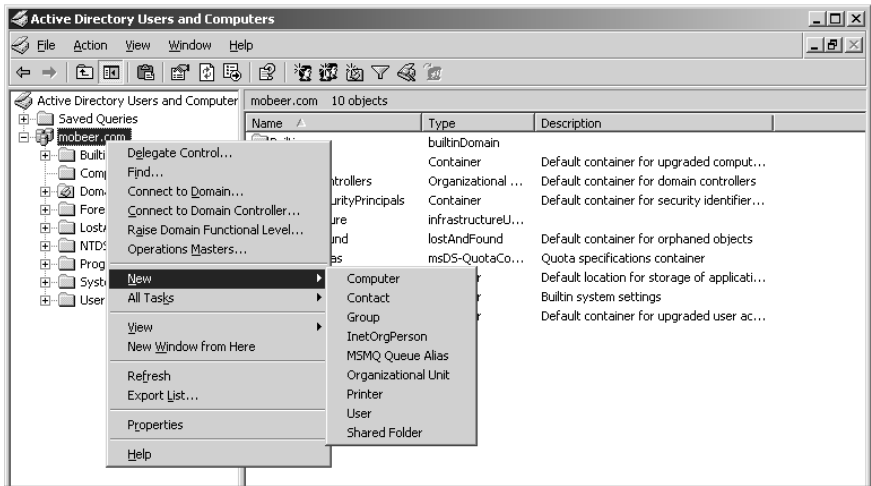 Active Directory Users and Computers
File Action View Window Help
Active Directory Users and Computer
Saved Queries
mobeer.com
mobeer.com 10 objects
Name Type Description
builtinDomain
Container Default container for upgraded comput...
Organizational ... Default container for domain controllers
Container Default container for security identifier...
infrastructureU...
lostAndFound Default container for orphaned objects
msDS-QuotaCo... Quota specifications container
Default location for storage of applicati...
Builtin system settings
Default container for upgraded user ac...
Delegate Control...
Find...
Connect to Domain...
Connect to Domain Controller...
Raise Domain Functional Level...
Operations Masters...
New
All Tasks
View
New Window from Here
Refresh
Export List...
Properties
Help
Computer
Contact
Group
InetOrgPerson
MSMQ Queue Alias
Organizational Unit
Printer
User
Shared Folder